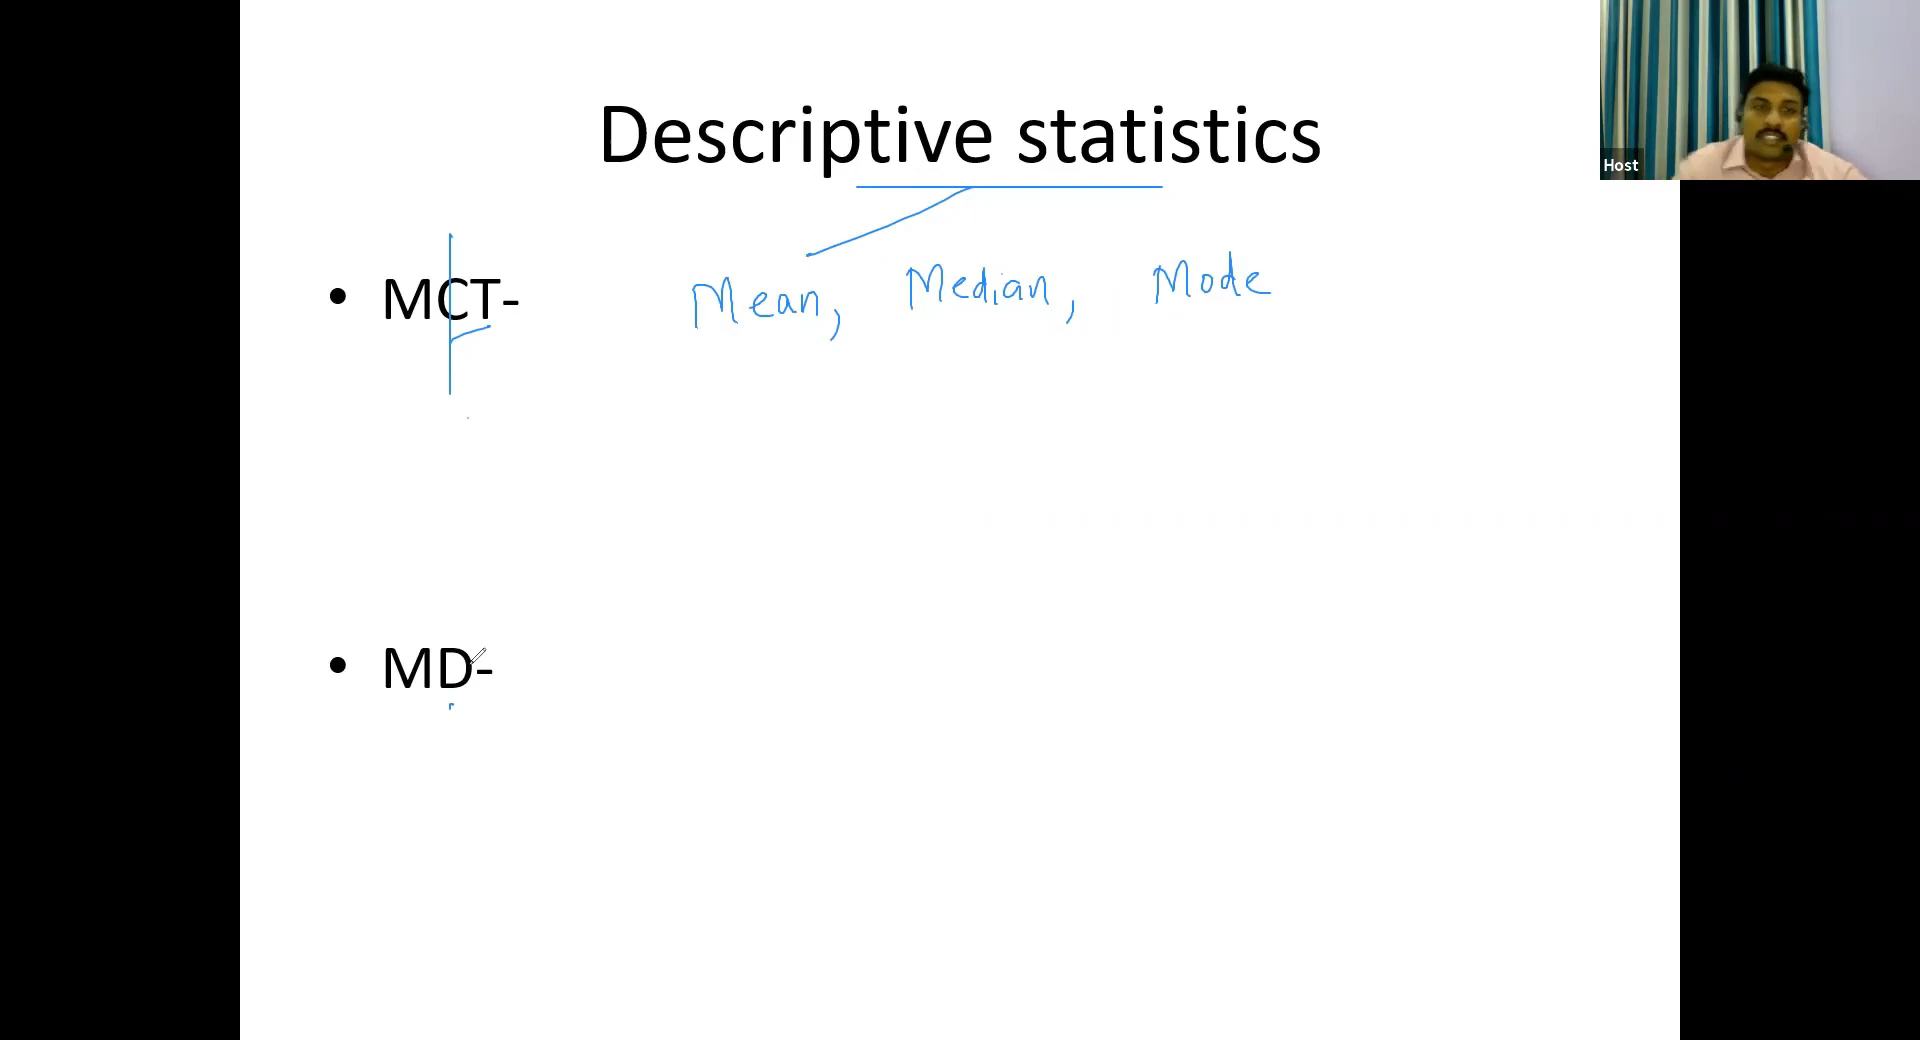 Descriptive statistics
Host
• MCT- Mean, Median, Mode
• MD-